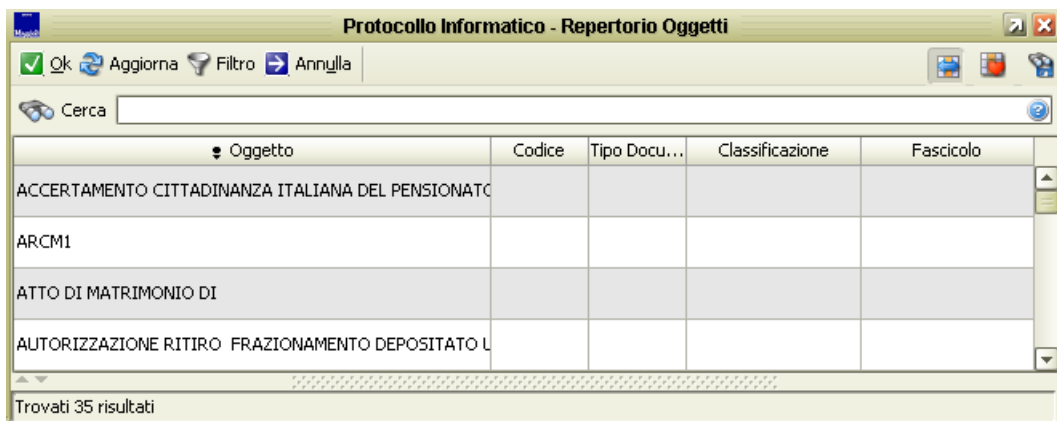 Maggioli
Protocollo Informatico - Repertorio Oggetti
Ok Aggiorna Filtro Annulla
Cerca
Oggetto Codice Tipo Docu... Classificazione Fascicolo
ACCERTAMENTO CITTADINANZA ITALIANA DEL PENSIONATO
ARCM1
ATTO DI MATRIMONIO DI
AUTORIZZAZIONE RITIRO FRAZIONAMENTO DEPOSITATO U
Trovati 35 risultati